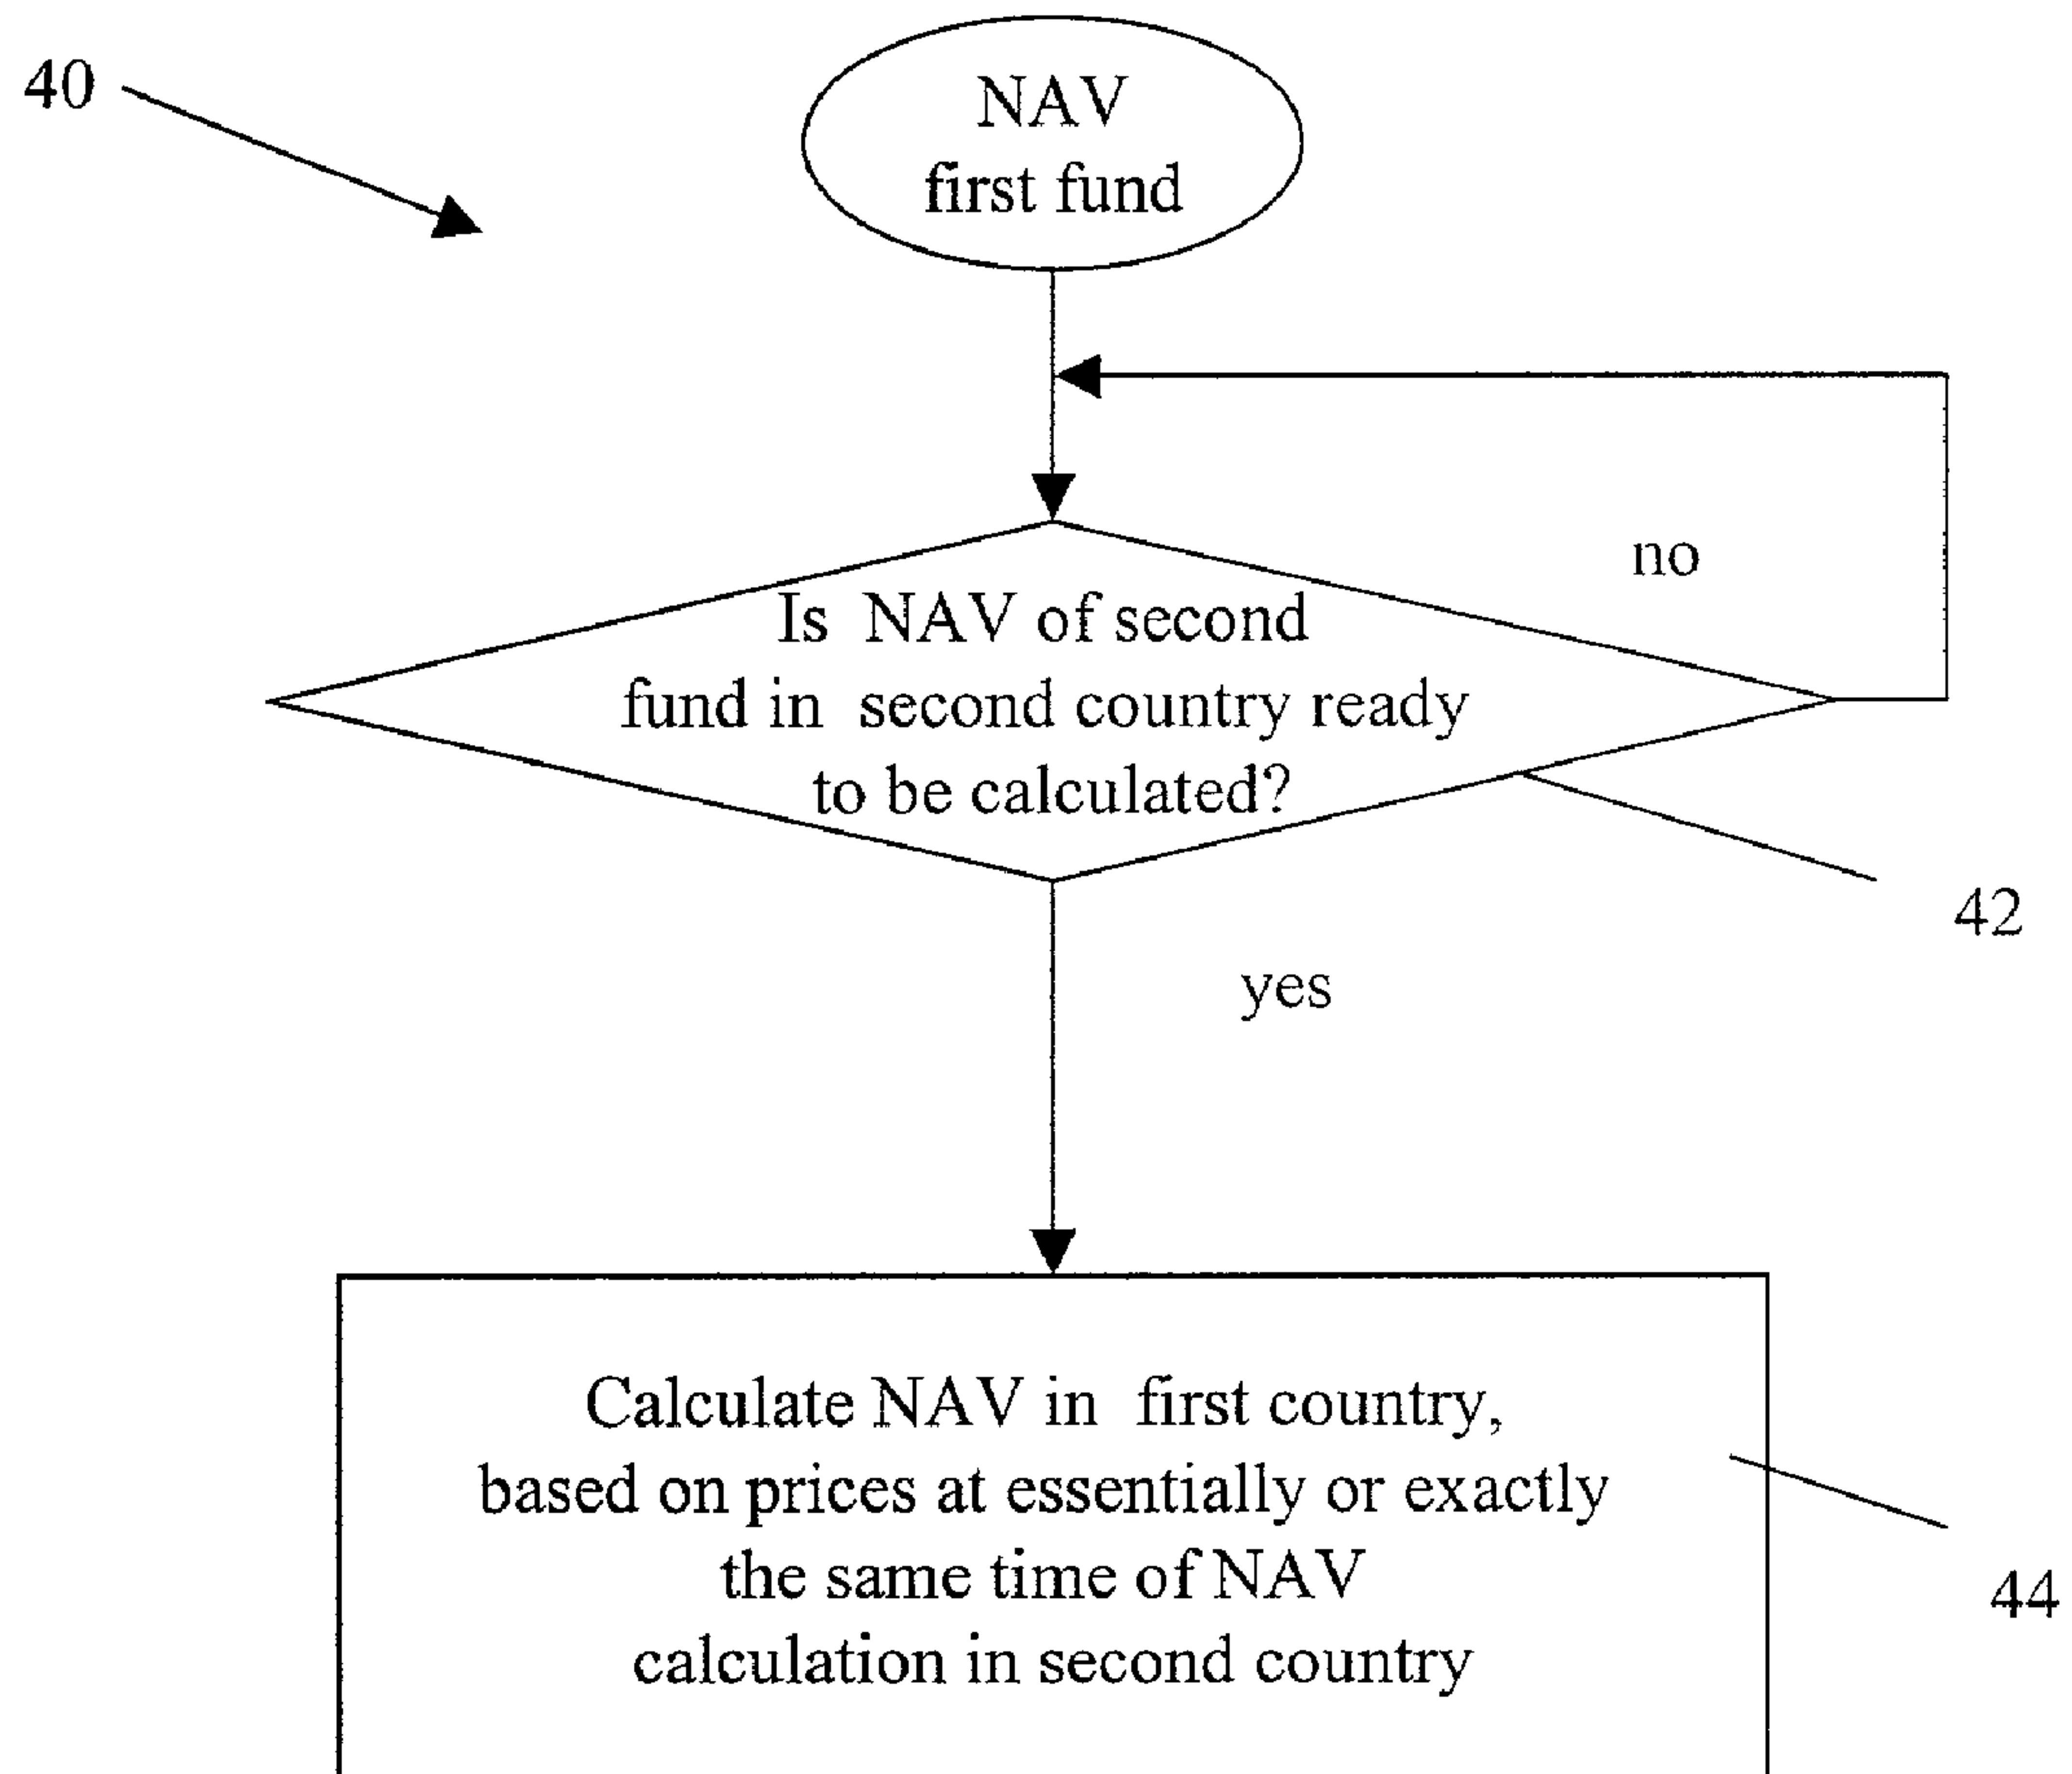 40
NAV
first fund
no
Is NAV of second
fund in second country ready
to be calculated?
42
yes
Calculate NAV in first country,
based on prices at essentially or exactly
the same time of NAV
calculation in second country
44